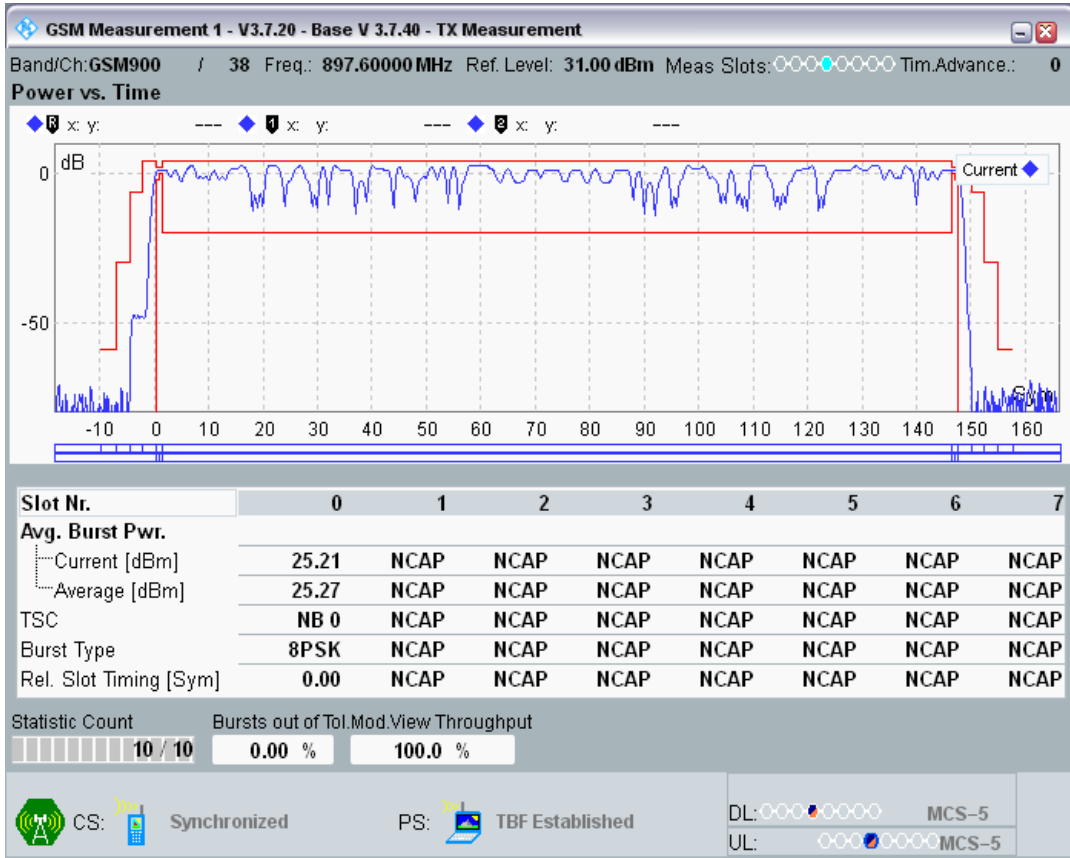 GSM Measurement 1 - V3.7.20 - Base V 3.7.40 - TX Measurement
Band/Ch:GSM900 / 38 Freq.: 897.60000 MHz Ref. Level: 31.00 dBm Meas Slots: Tim.Advance.: 0
Power vs. Time
R x: y: --- 1 x: y: --- 2 x: y: ---
dB
Current
0
-50
Sym
-10 0 10 20 30 40 50 60 70 80 90 100 110 120 130 140 150 160
Slot Nr. 0 1 2 3 4 5 6 7
Avg. Burst Pwr.
Current [dBm] 25.21 NCAP NCAP NCAP NCAP NCAP NCAP NCAP
Average [dBm] 25.27 NCAP NCAP NCAP NCAP NCAP NCAP NCAP
TSC NB 0 NCAP NCAP NCAP NCAP NCAP NCAP NCAP
Burst Type 8PSK NCAP NCAP NCAP NCAP NCAP NCAP NCAP
Rel. Slot Timing [Sym] 0.00 NCAP NCAP NCAP NCAP NCAP NCAP NCAP
Statistic Count Bursts out of Tol.Mod.View Throughput
10 / 10 0.00 % 100.0 %
CS: Synchronized PS: TBF Established
DL: MCS-5
UL: MCS-5